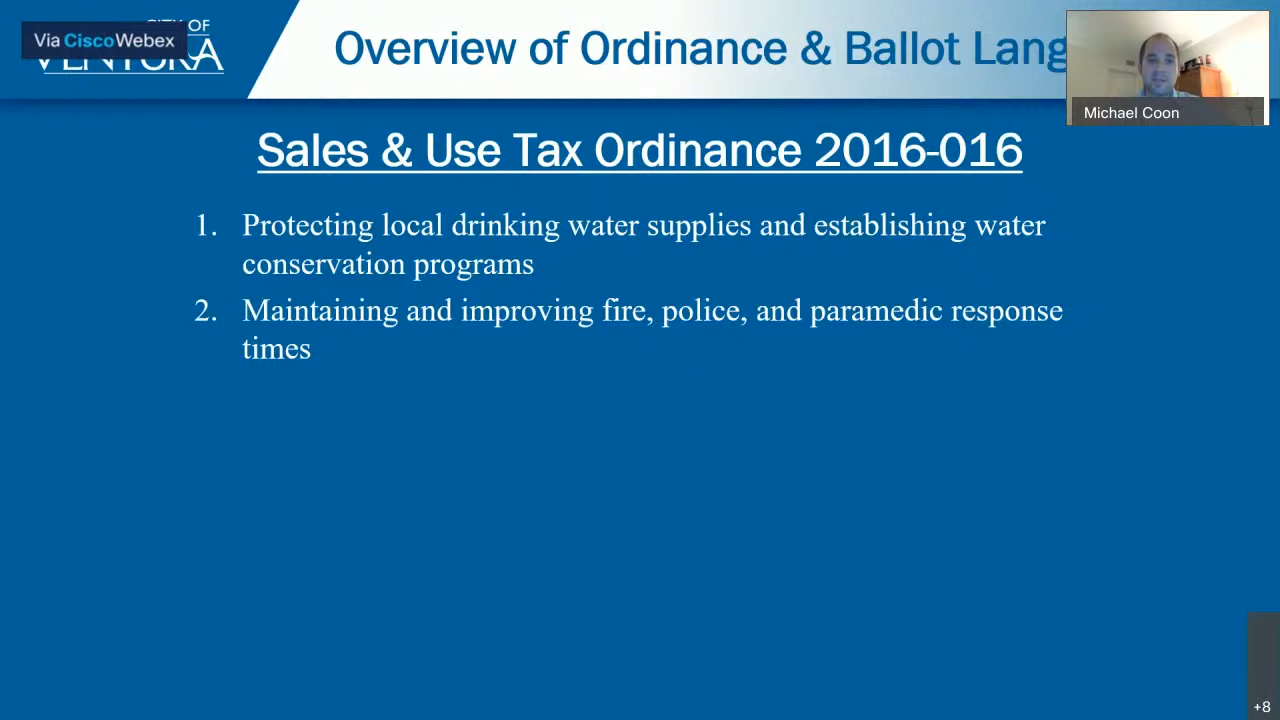 Via Cisco Webex
CITY OF
VENTURA
Overview of Ordinance & Ballot Lang
Michael Coon
Sales & Use Tax Ordinance 2016-016
1. Protecting local drinking water supplies and establishing water
conservation programs
2. Maintaining and improving fire, police, and paramedic response
times
+8